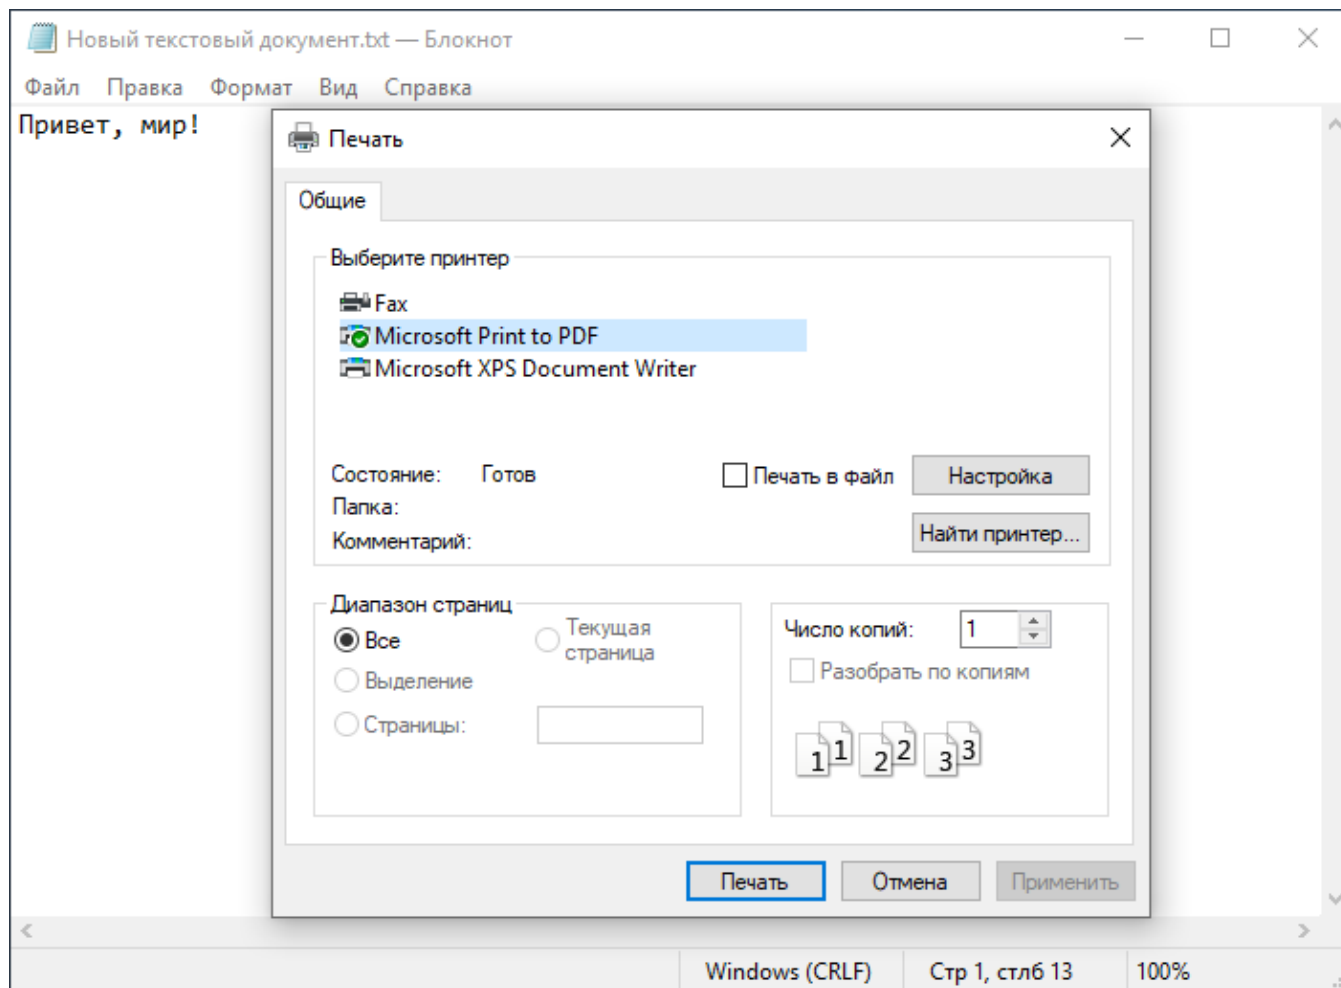 Новый текстовый документ.txt — Блокнот
Файл Правка Формат Вид Справка
Привет, мир!
Печать
Общие
Выберите принтер
Fax
Microsoft Print to PDF
Microsoft XPS Document Writer
Состояние: Готов
Печать в файл
Настройка
Папка:
Комментарий:
Найти принтер...
Диапазон страниц
Все
Текущая
страница
Выделение
Страницы:
Число копий: 1
Разобрать по копиям
1 1 2 2 3 3
Печать Отмена Применить
Windows (CRLF) Стр 1, стлб 13 100%